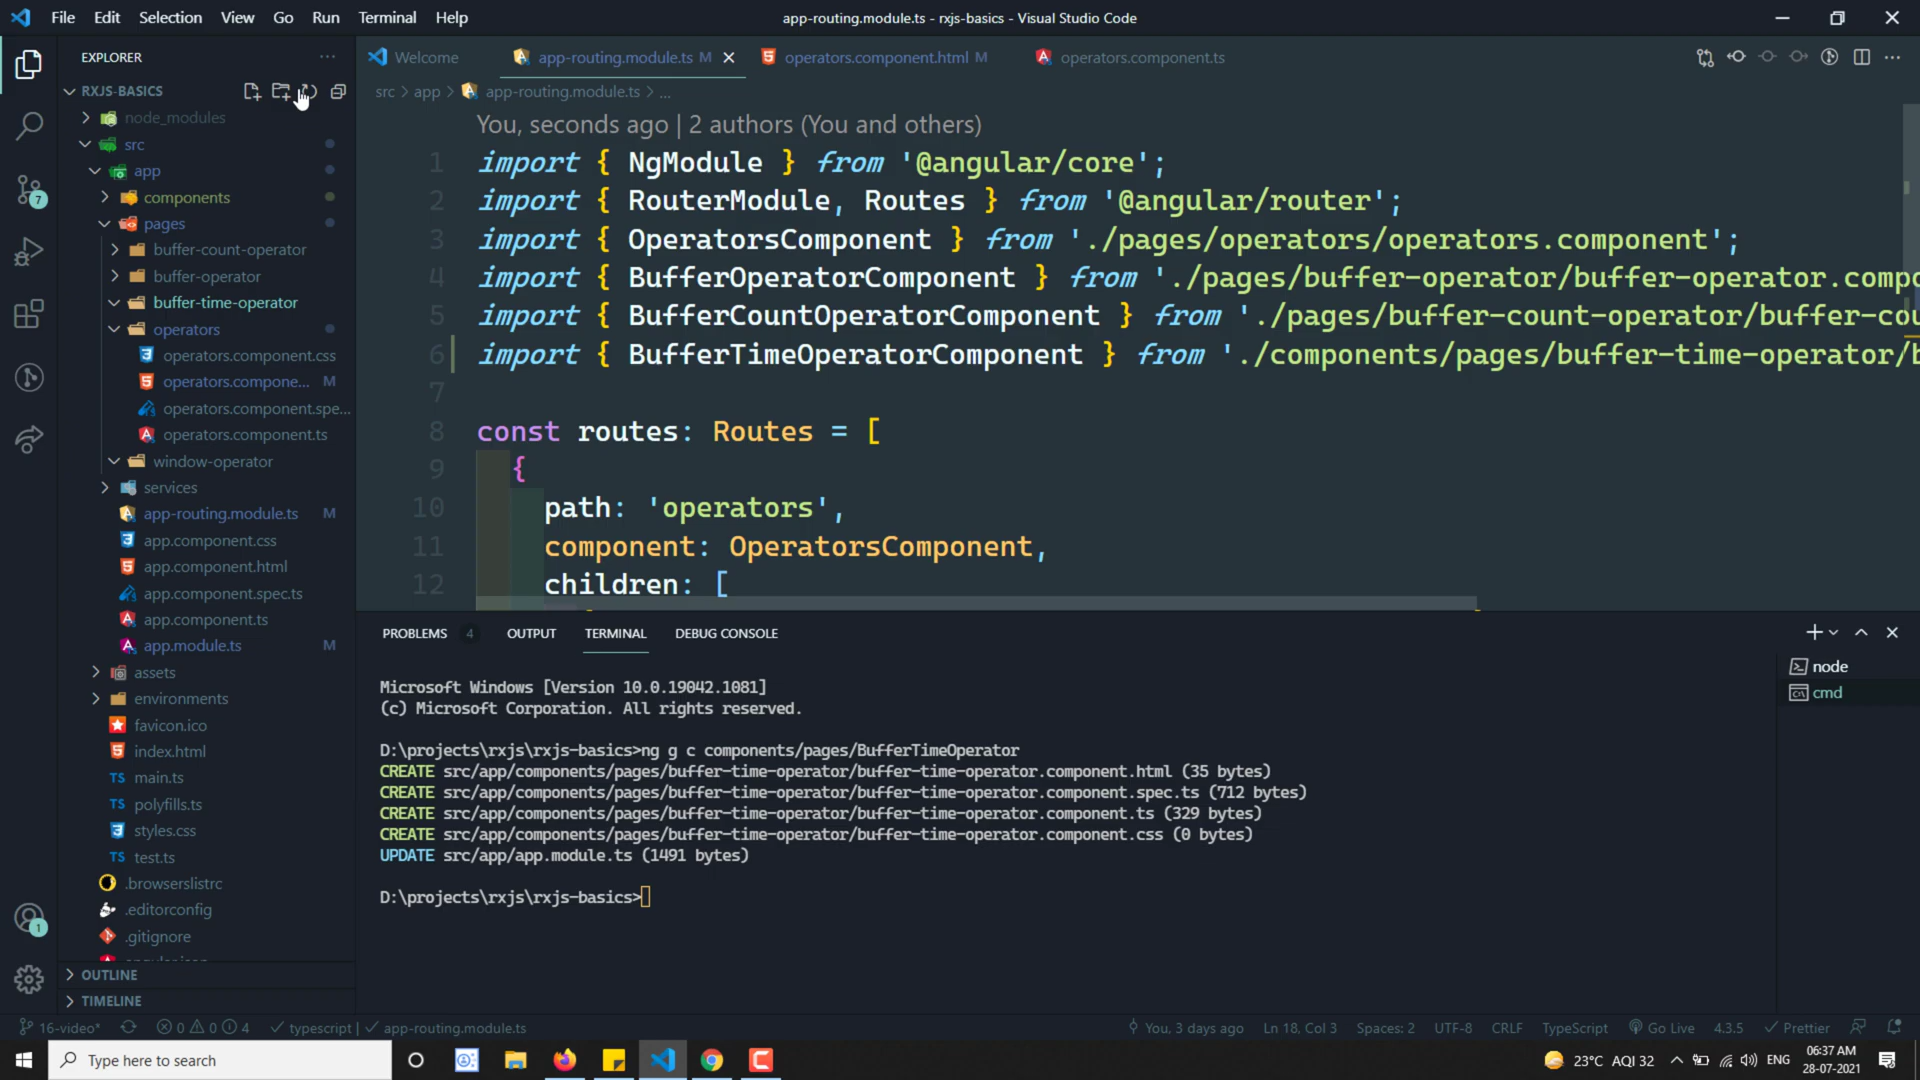 File Edit Selection View Go Run Terminal Help
app-routing.module.ts - rxjs-basics - Visual Studio Code
EXPLORER
RXJS-BASICS
node_modules
src
app
components
pages
buffer-count-operator
buffer-operator
buffer-time-operator
operators
operators.component.css
operators.compone... M
operators.component.spe...
operators.component.ts
window-operator
services
app-routing.module.ts M
app.component.css
app.component.html
app.component.spec.ts
app.component.ts
app.module.ts M
assets
environments
favicon.ico
index.html
TS main.ts
TS polyfills.ts
styles.css
TS test.ts
.browserslistrc
.editorconfig
.gitignore
OUTLINE
TIMELINE
7
1
Welcome
app-routing.module.ts M
operators.component.html M
operators.component.ts
src > app > app-routing.module.ts > ...
You, seconds ago | 2 authors (You and others)
1 import { NgModule } from '@angular/core';
2 import { RouterModule, Routes } from '@angular/router';
3 import { OperatorsComponent } from './pages/operators/operators.component';
4 import { BufferOperatorComponent } from './pages/buffer-operator/buffer-operator.compo
5 import { BufferCountOperatorComponent } from './pages/buffer-count-operator/buffer-cou
6 import { BufferTimeOperatorComponent } from './components/pages/buffer-time-operator/b
7
8 const routes: Routes = [
9 {
10 path: 'operators',
11 component: OperatorsComponent,
12 children: [
PROBLEMS 4 OUTPUT TERMINAL DEBUG CONSOLE
node
cmd
Microsoft Windows [Version 10.0.19042.1081]
(c) Microsoft Corporation. All rights reserved.
D:\projects\rxjs\rxjs-basics>ng g c components/pages/BufferTimeOperator
CREATE src/app/components/pages/buffer-time-operator/buffer-time-operator.component.html (35 bytes)
CREATE src/app/components/pages/buffer-time-operator/buffer-time-operator.component.spec.ts (712 bytes)
CREATE src/app/components/pages/buffer-time-operator/buffer-time-operator.component.ts (329 bytes)
CREATE src/app/components/pages/buffer-time-operator/buffer-time-operator.component.css (0 bytes)
UPDATE src/app/app.module.ts (1491 bytes)
D:\projects\rxjs\rxjs-basics>
16-video* 0 0 4 typescript | app-routing.module.ts You, 3 days ago Ln 18, Col 3 Spaces: 2 UTF-8 CRLF TypeScript Go Live 4.3.5 Prettier
Type here to search
23°C AQI 32 ENG
06:37 AM
28-07-2021